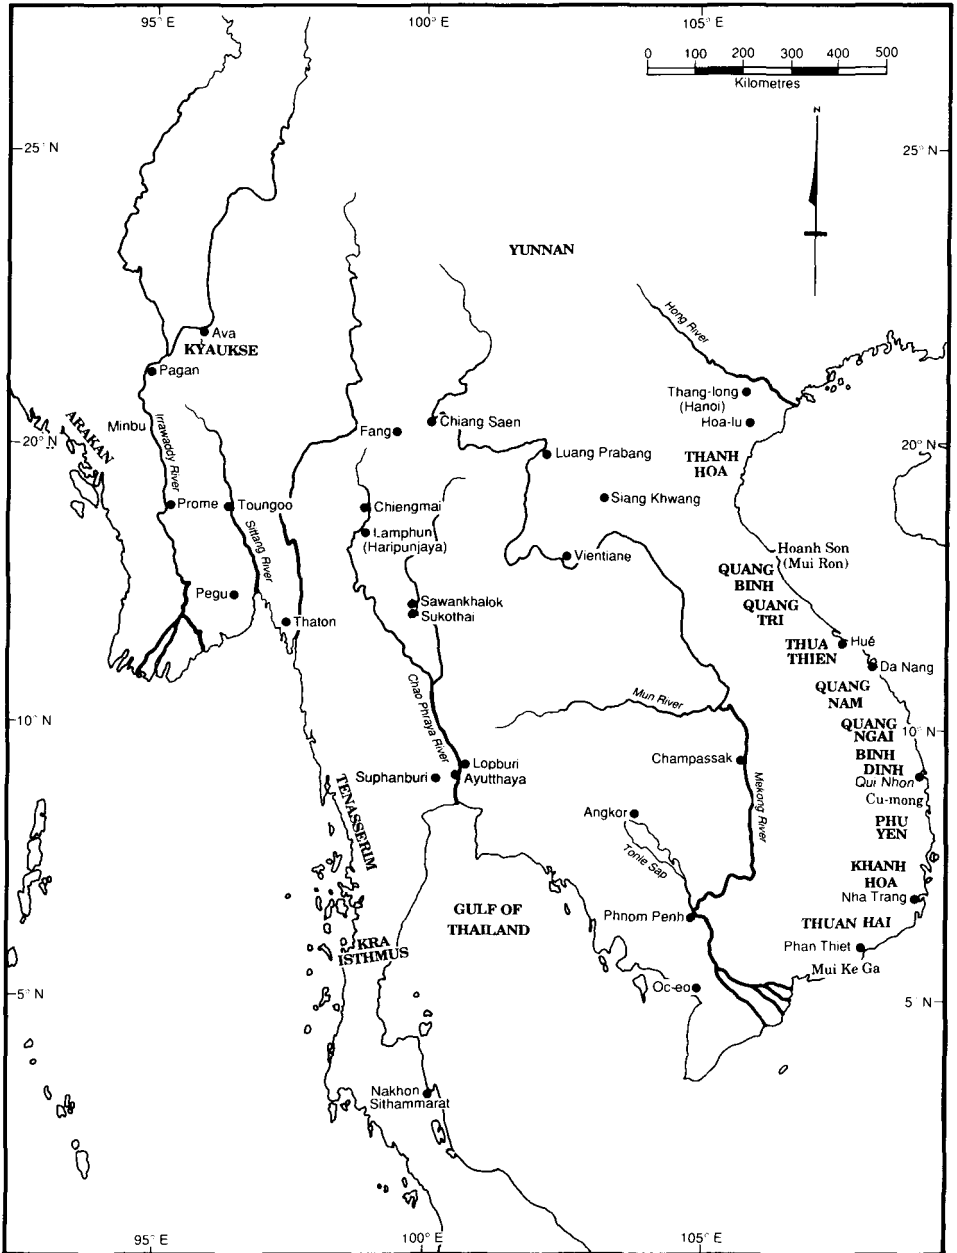 95° E
100° E
105° E
0 100 200 300 400 500
Kilometres
N
25° N
25° N
YUNNAN
Hong River
Ava
KYAUKSE
Pagan
Thang-long
(Hanoi)
Hoa-lu
ARAKAN
Minbu
Irrawaddy River
Chiang Saen
Fang
20° N
20° N
Luang Prabang
THANH
HOA
Prome
Toungoo
Sittang River
Chiengmai
Siang Khwang
Lamphun
(Haripunjaya)
Vientiane
Hoanh Son
(Mui Ron)
QUANG
BINH
Pegu
Sawankhalok
Sukothai
QUANG
TRI
Thaton
THUA
THIEN
Hué
Da Nang
Chao Phraya River
Mun River
QUANG
NAM
10° N
QUANG
NGAI
10° N
Lopburi
Ayutthaya
Suphanburi
Champassak
BINH
DINH
Qui Nhon
Cu-mong
TENASSERIM
Angkor
Tonle Sap
Mekong River
PHU
YEN
KHANH
HOA
Nha Trang
GULF OF
THAILAND
Phnom Penh
THUAN HAI
KRA
ISTHMUS
Phan Thiet
Mui Ke Ga
Oc-eo
5° N
5° N
Nakhon
Sithammarat
95° E
100° E
105° E